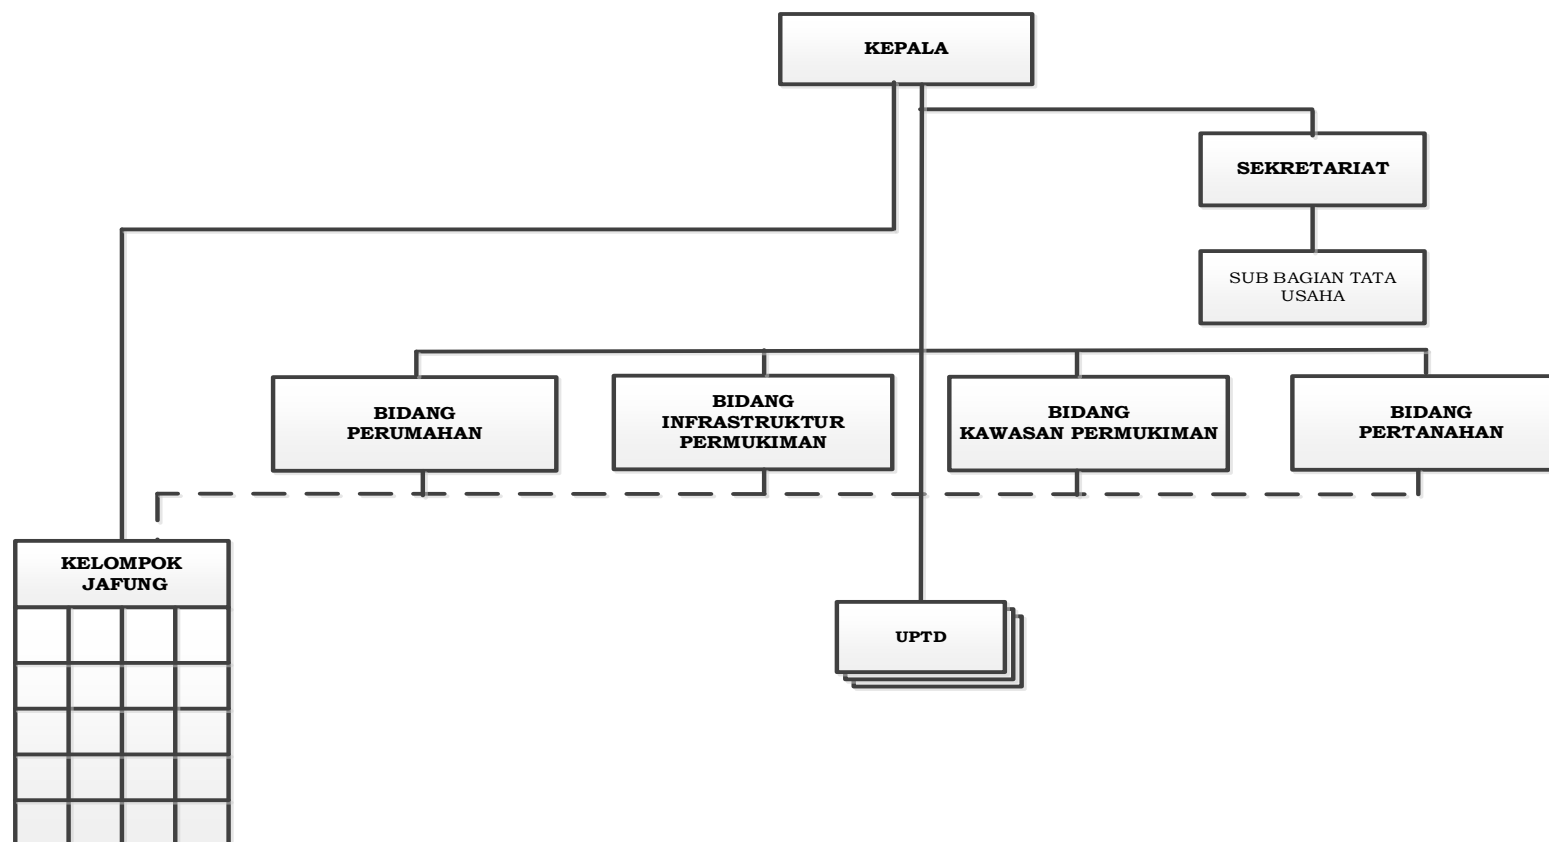 KEPALA
SEKRETARIAT
SUB BAGIAN TATA
USAHA
BIDANG
PERUMAHAN
BIDANG
INFRASTRUKTUR
PERMUKIMAN
BIDANG
KAWASAN PERMUKIMAN
BIDANG
PERTANAHAN
KELOMPOK
JAFUNG
UPTD